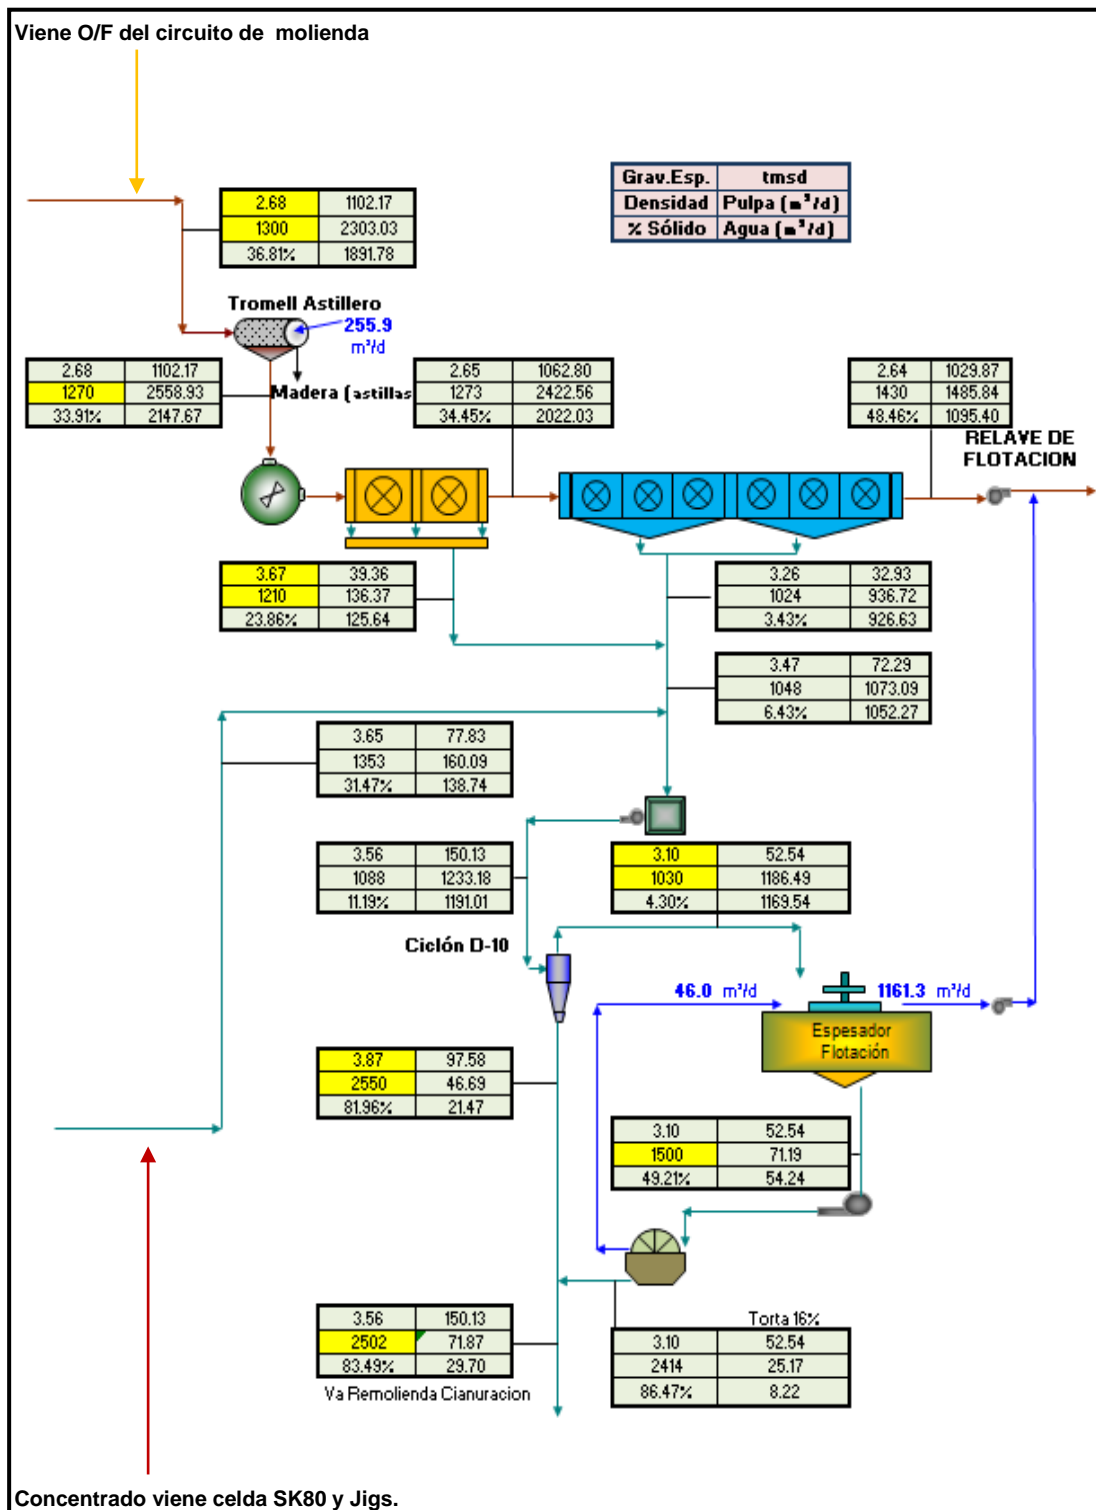 Viene O/F del circuito de  molienda
Grav.Esp. tmsd
Densidad Pulpa (m³/d)
% Sólido Agua (m³/d)
2.68 1102.17
1300 2303.03
36.81% 1891.78
Tromell Astillero
255.9
m³/d
2.68 1102.17
1270 2558.93
33.91% 2147.67
Madera (astillas
2.65 1062.80
1273 2422.56
34.45% 2022.03
2.64 1029.87
1430 1485.84
48.46% 1095.40
RELAVE DE
FLOTACION
3.67 39.36
1210 136.37
23.86% 125.64
3.26 32.93
1024 936.72
3.43% 926.63
3.47 72.29
1048 1073.09
6.43% 1052.27
3.65 77.83
1353 160.09
31.47% 138.74
3.56 150.13
1088 1233.18
11.19% 1191.01
3.10 52.54
1030 1186.49
4.30% 1169.54
Ciclón D-10
46.0 m³/d
1161.3 m³/d
Espesador
Flotación
3.87 97.58
2550 46.69
81.96% 21.47
3.10 52.54
1500 71.19
49.21% 54.24
3.56 150.13
2502 71.87
83.49% 29.70
Va Remolienda Cianuracion
Torta 16%
3.10 52.54
2414 25.17
86.47% 8.22
Concentrado viene celda SK80 y Jigs.